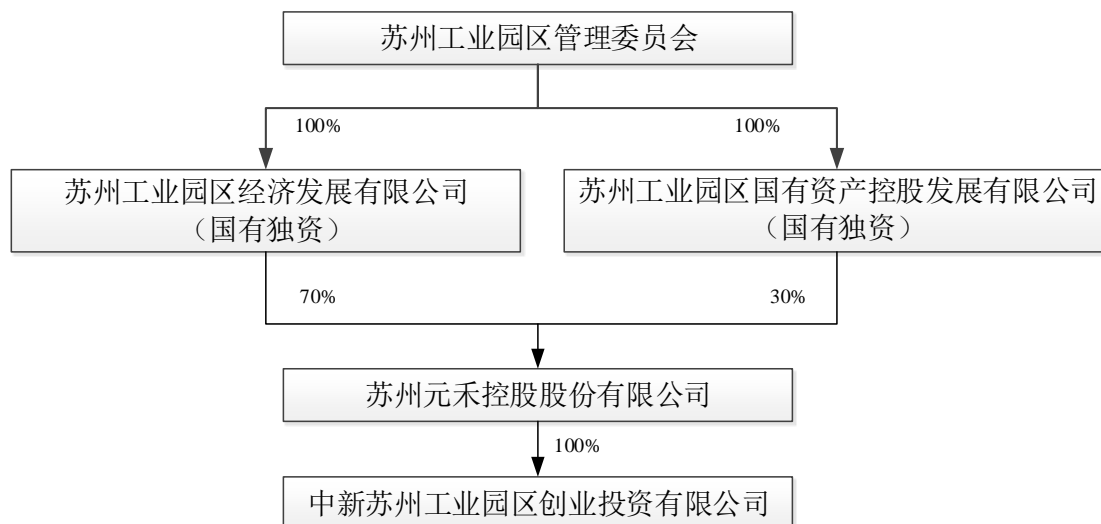 苏州工业园区管理委员会
100%
100%
苏州工业园区经济发展有限公司
（国有独资）
苏州工业园区国有资产控股发展有限公司
（国有独资）
70%
30%
苏州元禾控股股份有限公司
100%
中新苏州工业园区创业投资有限公司